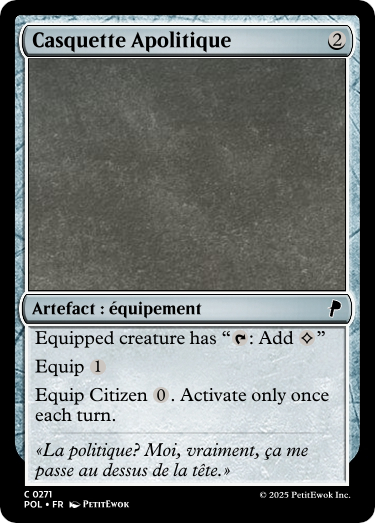 Casquette Apolitique 2
Artefact : équipement
Equipped creature has “: Add ”
Equip 1
Equip Citizen 0. Activate only once
each turn.
«La politique? Moi, vraiment, ça me
passe au dessus de la tête.»
C 0271
POL • FR PetitEwok
© 2025 PetitEwok Inc.